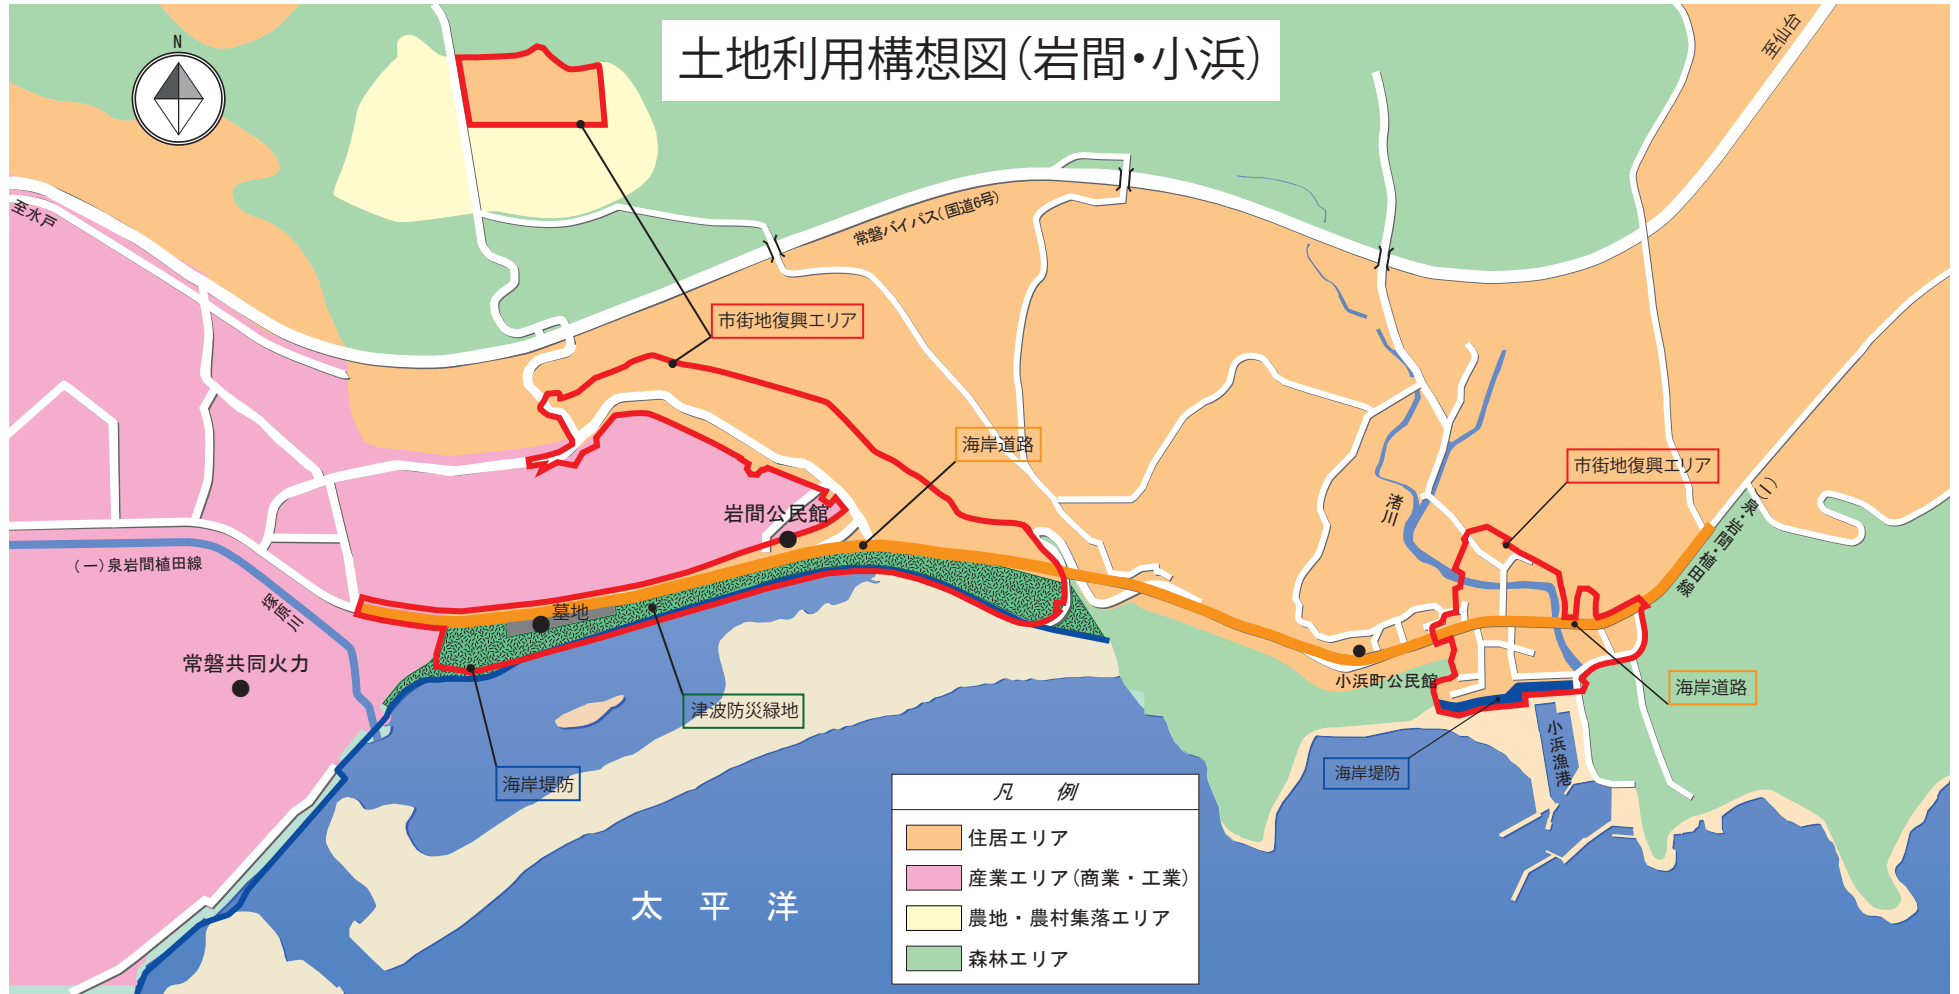 土地利用構想図(岩間・小浜)
N
至仙台
至水戸
常磐バイパス(国道6号)
市街地復興エリア
海岸道路
市街地復興エリア
渚川
(一)泉・岩間・植田線
岩間公民館
(一)泉岩間植田線
塚原川
墓地
常磐共同火力
小浜町公民館
海岸道路
津波防災緑地
海岸堤防
海岸堤防
小浜漁港
太平洋
凡例
住居エリア
産業エリア(商業・工業)
農地・農村集落エリア
森林エリア